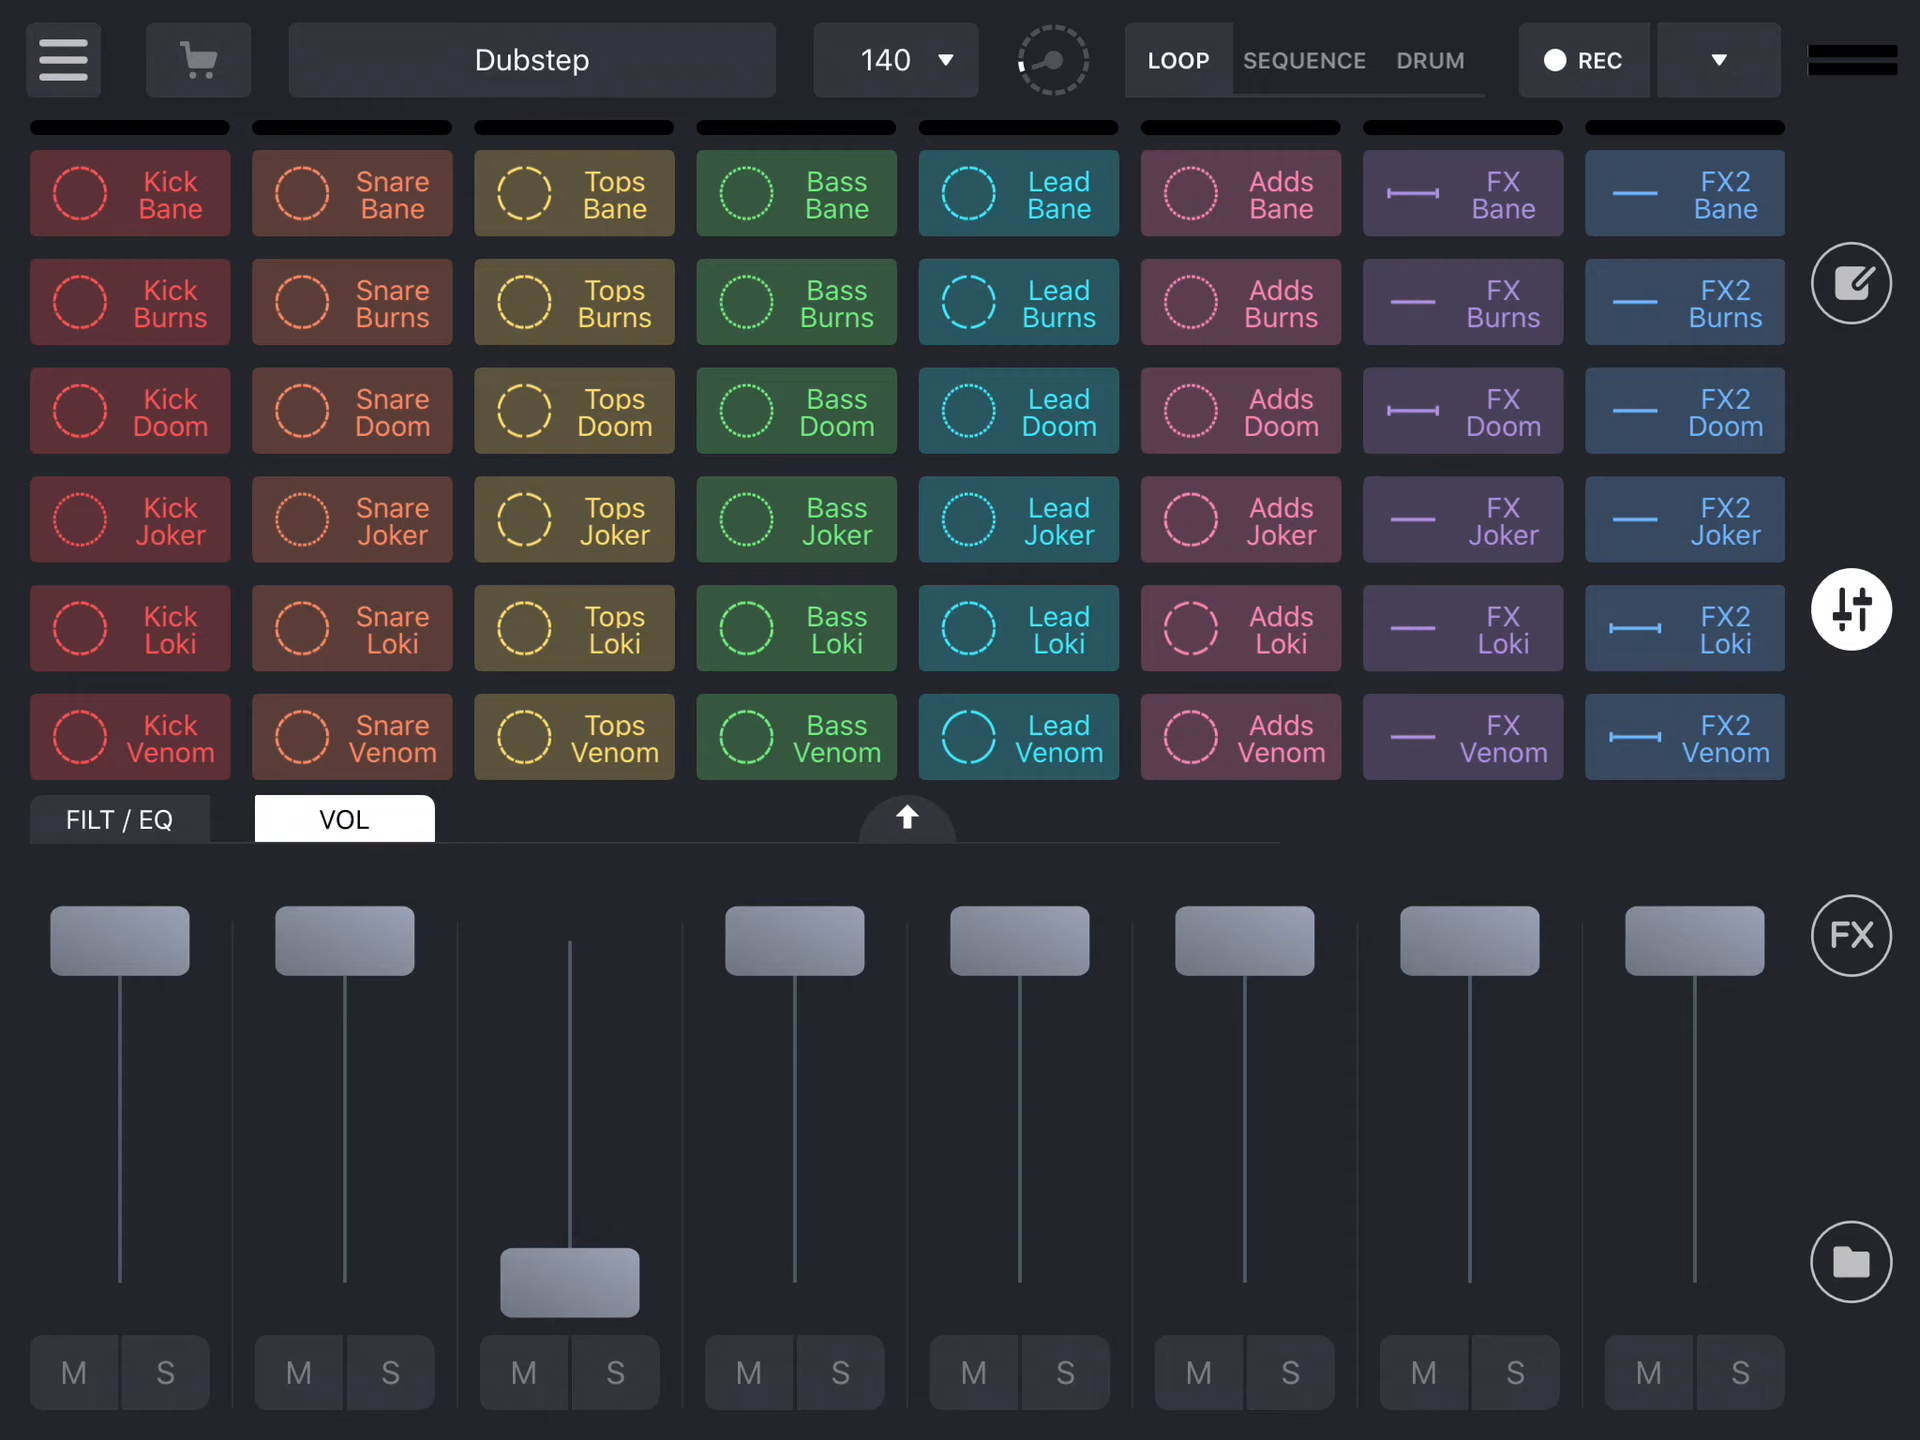 Dubstep
140
LOOP
SEQUENCE
DRUM
REC
Kick
Bane
Snare
Bane
Tops
Bane
Bass
Bane
Lead
Bane
Adds
Bane
FX
Bane
FX2
Bane
Kick
Burns
Snare
Burns
Tops
Burns
Bass
Burns
Lead
Burns
Adds
Burns
FX
Burns
FX2
Burns
Kick
Doom
Snare
Doom
Tops
Doom
Bass
Doom
Lead
Doom
Adds
Doom
FX
Doom
FX2
Doom
Kick
Joker
Snare
Joker
Tops
Joker
Bass
Joker
Lead
Joker
Adds
Joker
FX
Joker
FX2
Joker
Kick
Loki
Snare
Loki
Tops
Loki
Bass
Loki
Lead
Loki
Adds
Loki
FX
Loki
FX2
Loki
Kick
Venom
Snare
Venom
Tops
Venom
Bass
Venom
Lead
Venom
Adds
Venom
FX
Venom
FX2
Venom
FILT / EQ
VOL
FX
M
S
M
S
M
S
M
S
M
S
M
S
M
S
M
S